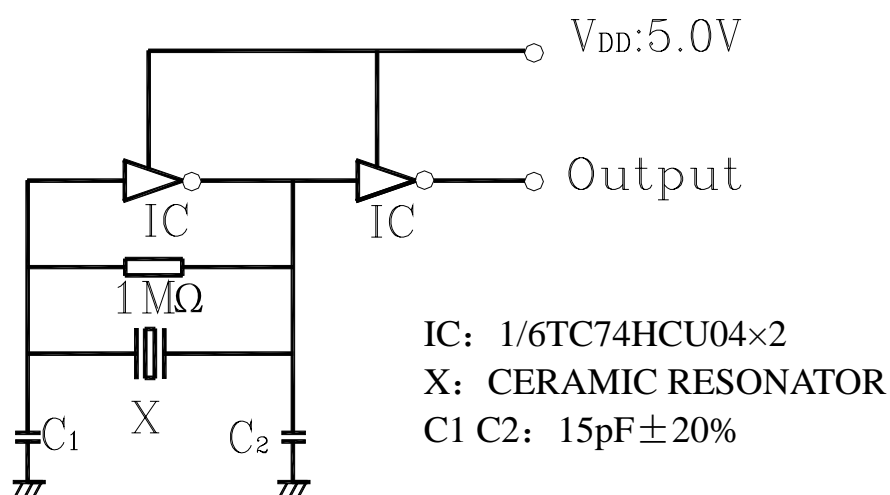 VDD:5.0V
Output
IC
IC
1MΩ
X
C1
C2
IC：1/6TC74HCU04×2
X：CERAMIC RESONATOR
C1 C2：15pF±20%